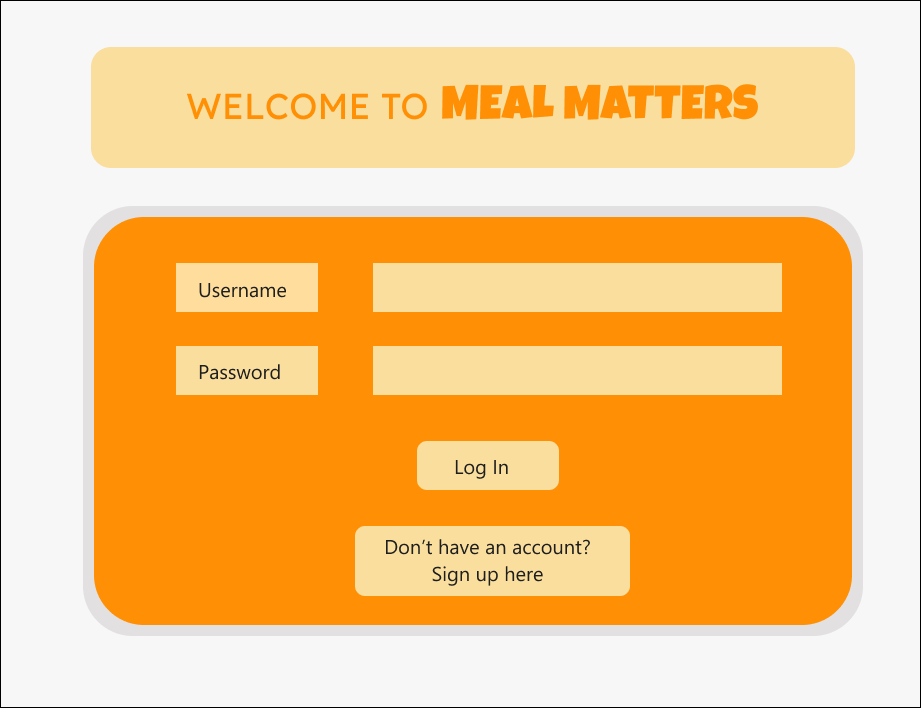 WELCOME TO MEAL MATTERS
Username
Password
Log In
Don’t have an account?
Sign up here